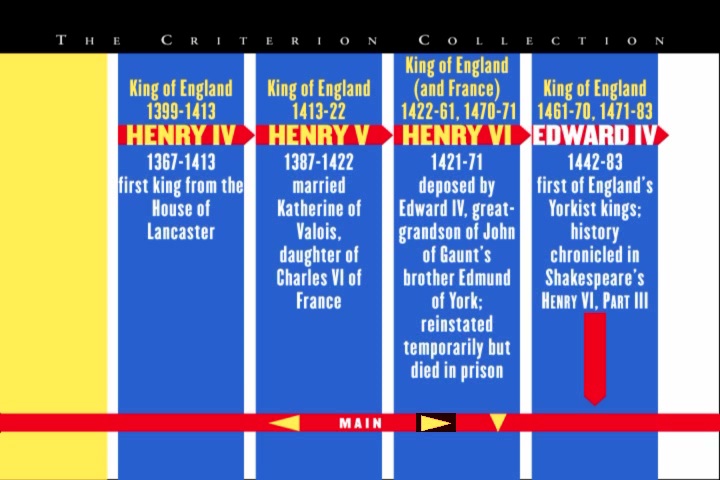 THE CRITERION COLLECTION
King of England
1399-1413
HENRY IV
1367-1413
first king from the
House of
Lancaster
King of England
1413-22
HENRY V
1387-1422
married
Katherine of
Valois,
daughter of
Charles VI of
France
King of England
(and France)
1422-61, 1470-71
HENRY VI
1421-71
deposed by
Edward IV, great-
grandson of John
of Gaunt's
brother Edmund
of York;
reinstated
temporarily but
died in prison
King of England
1461-70, 1471-83
EDWARD IV
1442-83
first of England's
Yorkist kings;
history
chronicled in
Shakespeare's
HENRY VI, PART III
MAIN